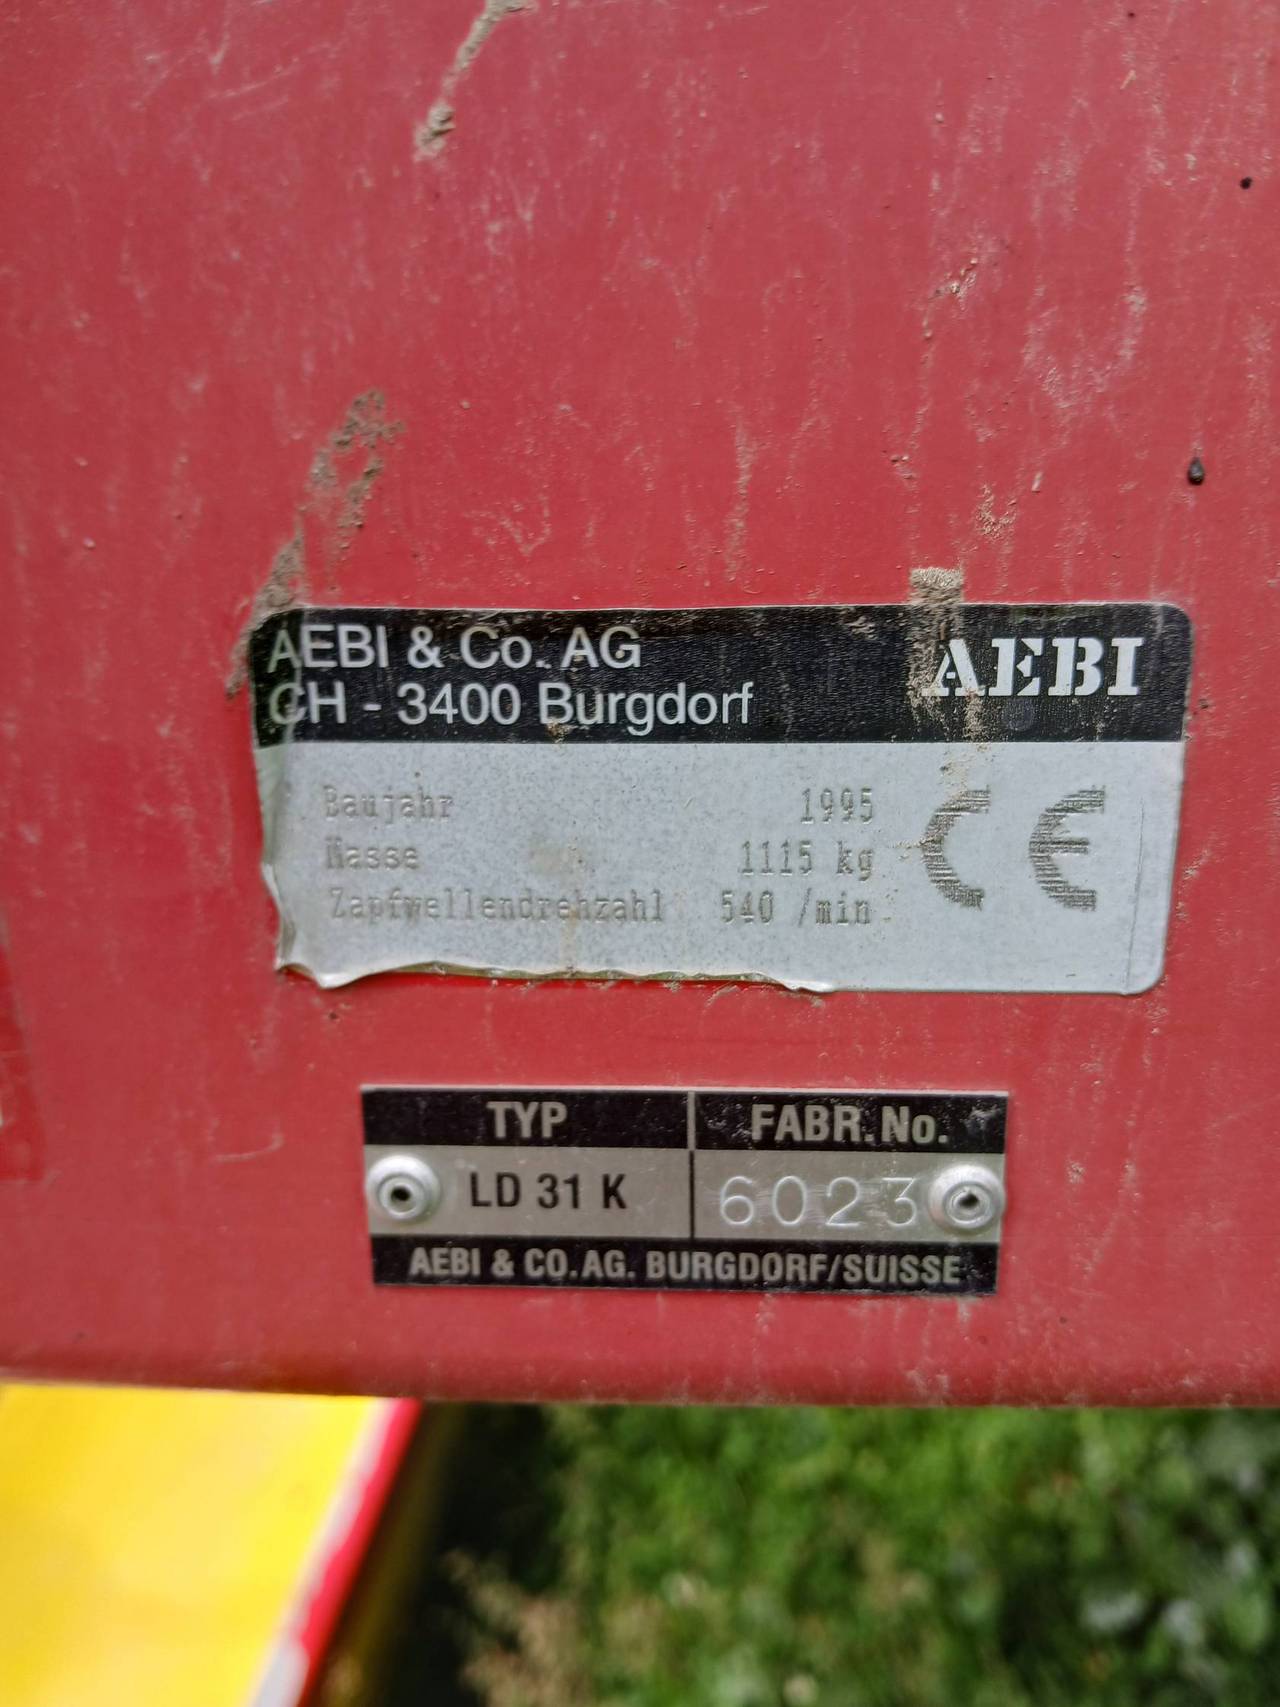 AEBI & Co. AG
CH - 3400 Burgdorf
AEBI
Baujahr 1995
Masse 1115 kg
Zapfwellendrehzahl 540 /min
CE
TYP FABR. No.
LD 31 K 6023
AEBI & CO. AG. BURGDORF/SUISSE